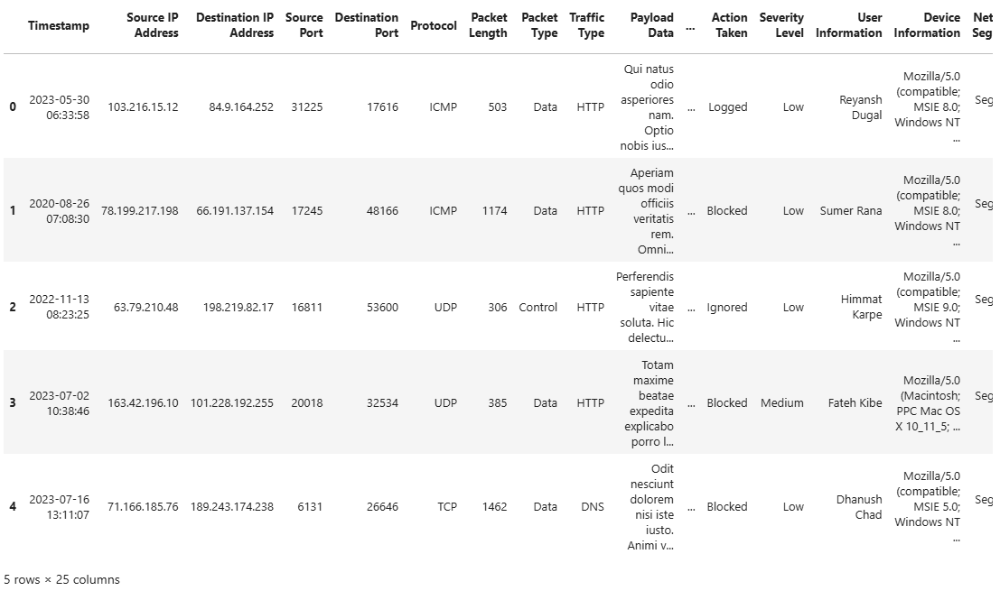 Timestamp Source IP Address Destination IP Address Source Port Destination Port Protocol Packet Length Packet Type Traffic Type Payload Data ... Action Taken Severity Level User Information Device Information Net Seg
0 2023-05-30 06:33:58 103.216.15.12 84.9.164.252 31225 17616 ICMP 503 Data HTTP Qui natus odio asperiores nam. Optio nobis ius... ... Logged Low Reyansh Dugal Mozilla/5.0 (compatible; MSIE 8.0; Windows NT ... Seg
1 2020-08-26 07:08:30 78.199.217.198 66.191.137.154 17245 48166 ICMP 1174 Data HTTP Aperiam quos modi officiis veritatis rem. Omni... ... Blocked Low Sumer Rana Mozilla/5.0 (compatible; MSIE 8.0; Windows NT ... Seg
2 2022-11-13 08:23:25 63.79.210.48 198.219.82.17 16811 53600 UDP 306 Control HTTP Perferendis sapiente vitae soluta. Hic delectu... ... Ignored Low Himmat Karpe Mozilla/5.0 (compatible; MSIE 9.0; Windows NT ... Seg
3 2023-07-02 10:38:46 163.42.196.10 101.228.192.255 20018 32534 UDP 385 Data HTTP Totam maxime beatae expedita explicabo porro l... ... Blocked Medium Fateh Kibe Mozilla/5.0 (Macintosh; PPC Mac OS X 10_11_5; ... Seg
4 2023-07-16 13:11:07 71.166.185.76 189.243.174.238 6131 26646 TCP 1462 Data DNS Odit nesciunt dolorem nisi iste iusto. Animi v... ... Blocked Low Dhanush Chad Mozilla/5.0 (compatible; MSIE 5.0; Windows NT ... Seg
5 rows × 25 columns